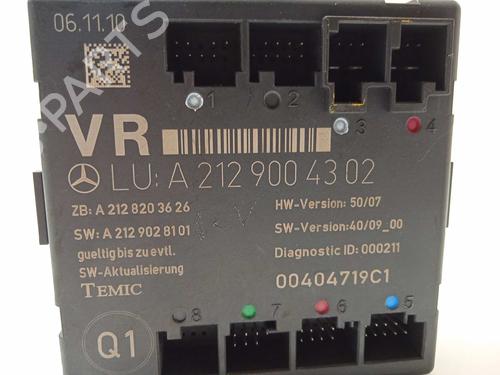 06.11.10
PARTS
1
2
3
4
VR
LU: A 212 900 43 02
ZB: A 212 820 36 26
HW-Version: 50/07
SW: A 212 902 81 01
SW-Version:40/09_00
gueltig bis zu evtl.
Diagnostic ID: 000211
SW-Aktualisierung
TEMIC
00404719C1
Q1
8
7
6
5